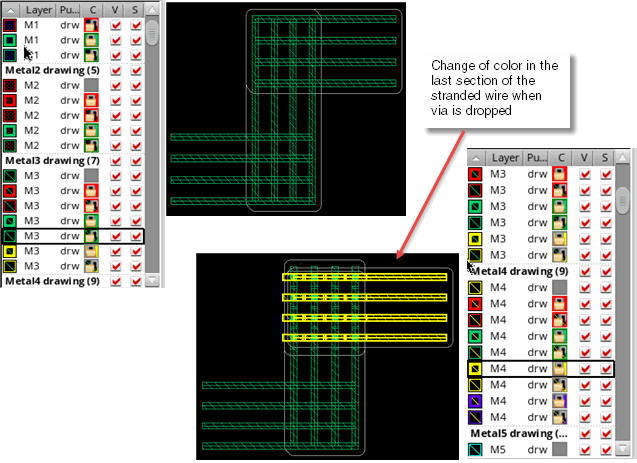 Layer Pu... C V S
M1 drw
M1 drw
drw
Metal2 drawing (5)
M2 drw
M2 drw
M2 drw
M2 drw
M2 drw
Metal3 drawing (7)
M3 drw
M3 drw
M3 drw
M3 drw
M3 drw
M3 drw
M3 drw
Metal4 drawing (9)
Change of color in the
last section of the
stranded wire when
via is dropped
Layer Pu... C V S
M3 drw
M3 drw
M3 drw
M3 drw
M3 drw
M3 drw
Metal4 drawing (9)
M4 drw
M4 drw
M4 drw
M4 drw
M4 drw
M4 drw
M4 drw
M4 drw
M4 drw
Metal5 drawing (...
M5 drw